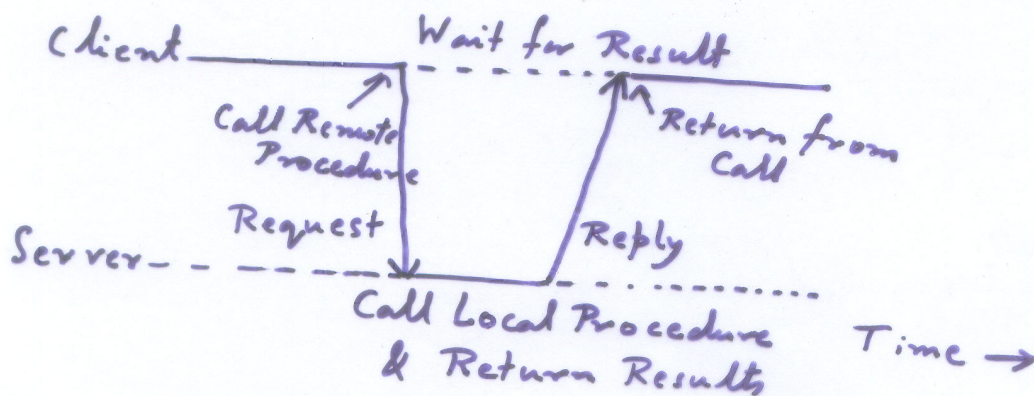 Client
Wait for Result
Call Remote
Procedure
Return from
Call
Request
Reply
Server
Call Local Procedure
& Return Results
Time